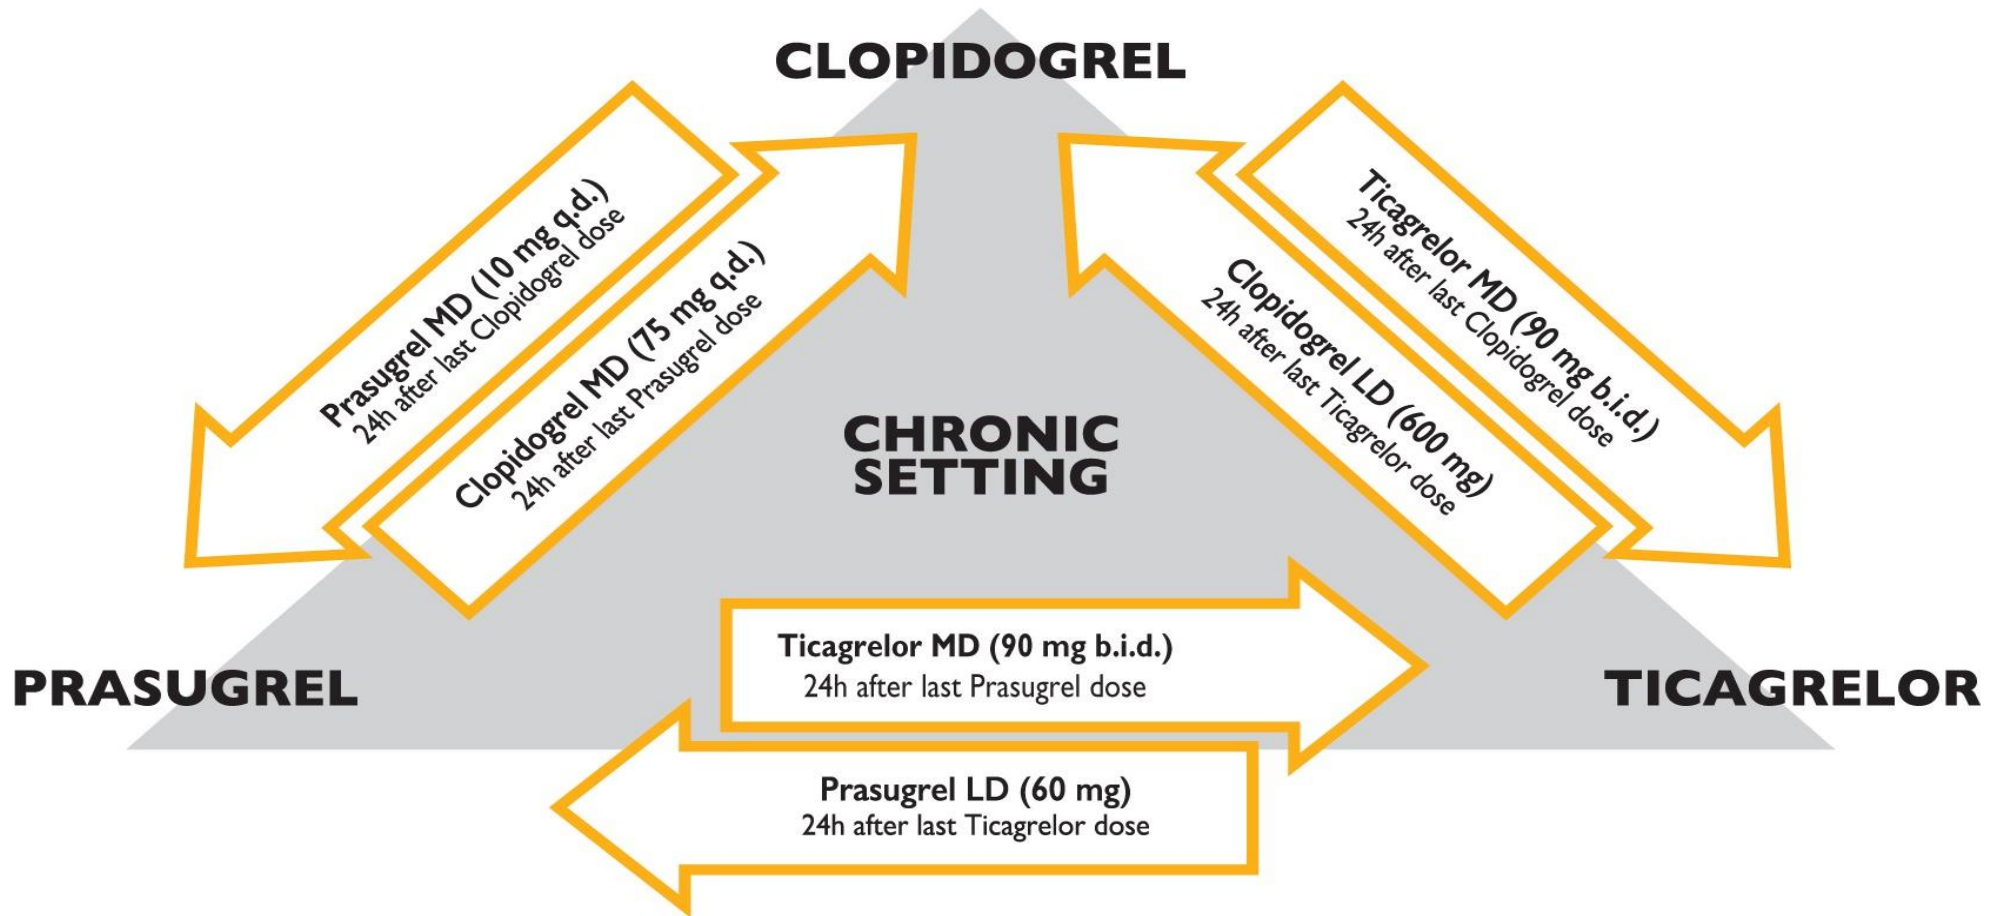 CLOPIDOGREL
Prasugrel MD (10 mg q.d.)
24h after last Clopidogrel dose
Clopidogrel MD (75 mg q.d.)
24h after last Prasugrel dose
Ticagrelor MD (90 mg b.i.d.)
24h after last Clopidogrel dose
Clopidogrel LD (600 mg)
24h after last Ticagrelor dose
CHRONIC
SETTING
PRASUGREL
Ticagrelor MD (90 mg b.i.d.)
24h after last Prasugrel dose
TICAGRELOR
Prasugrel LD (60 mg)
24h after last Ticagrelor dose